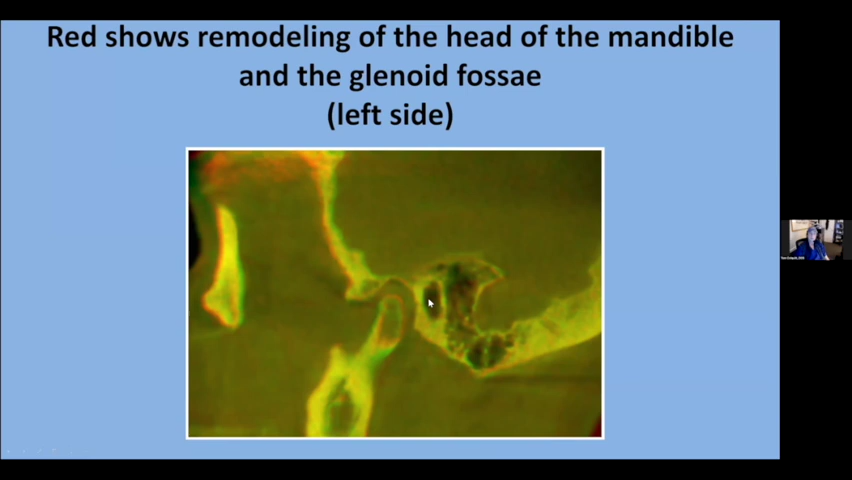 Red shows remodeling of the head of the mandible
and the glenoid fossae
(left side)